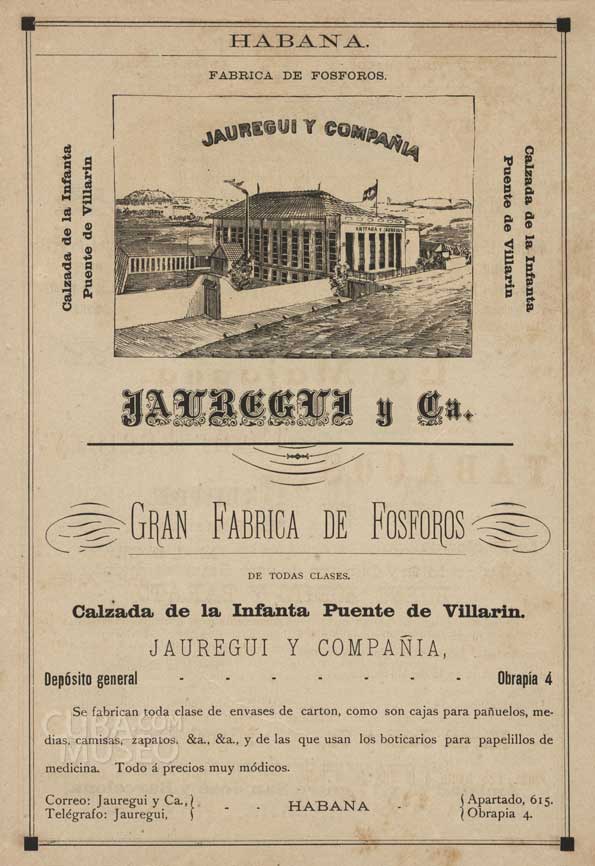 HABANA.
FABRICA DE FOSFOROS.
Calzada de la Infanta
Puente de Villarin
JAUREGUI Y COMPAÑIA
Calzada de la Infanta
Puente de Villarin
JAUREGUI y Ca.
GRAN FABRICA DE FOSFOROS
DE TODAS CLASES.
Calzada de la Infanta Puente de Villarin.
JAUREGUI Y COMPAÑIA,
Depósito general - - - - - - - Obrapía 4
Se fabrican toda clase de envases de carton, como son cajas para pañuelos, me-
dias, camisas, zapatos, &a., &a., y de las que usan los boticarios para papelillos de
medicina. Todo á precios muy módicos.
Correo: Jauregui y Ca., } - - HABANA - { Apartado, 615.
Telégrafo: Jauregui, } { Obrapia 4.
CUBA MUSEO .COM